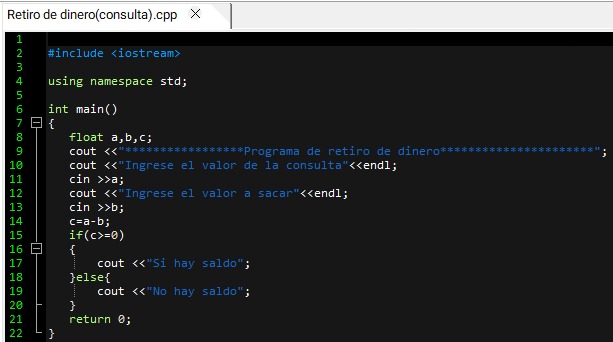 Retiro de dinero(consulta).cpp
1
2 #include <iostream>
3
4 using namespace std;
5
6 int main()
7 {
8 float a,b,c;
9 cout <<"*****************Programa de retiro de dinero**********************";
10 cout <<"Ingrese el valor de la consulta"<<endl;
11 cin >>a;
12 cout <<"Ingrese el valor a sacar"<<endl;
13 cin >>b;
14 c=a-b;
15 if(c>=0)
16 {
17 cout <<"Si hay saldo";
18 }else{
19 cout <<"No hay saldo";
20 }
21 return 0;
22 }